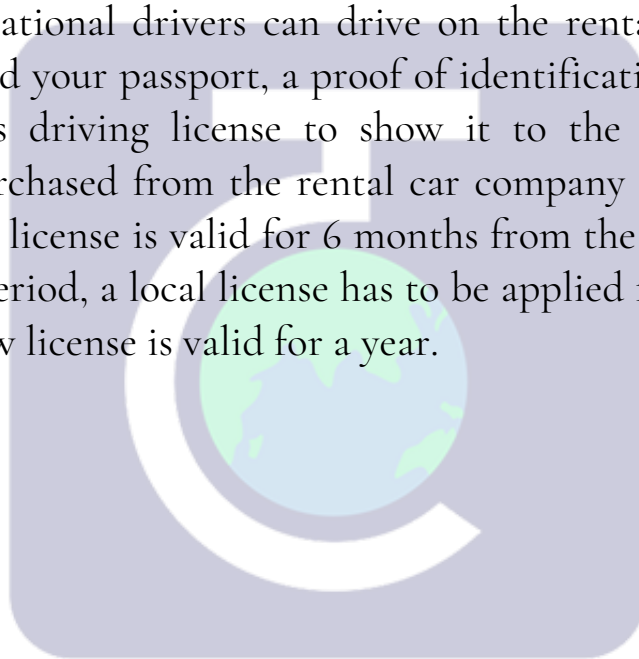 ational drivers can drive on the renta
d your passport, a proof of identificati
s driving license to show it to the
rchased from the rental car company
license is valid for 6 months from the
eriod, a local license has to be applied
w license is valid for a year.